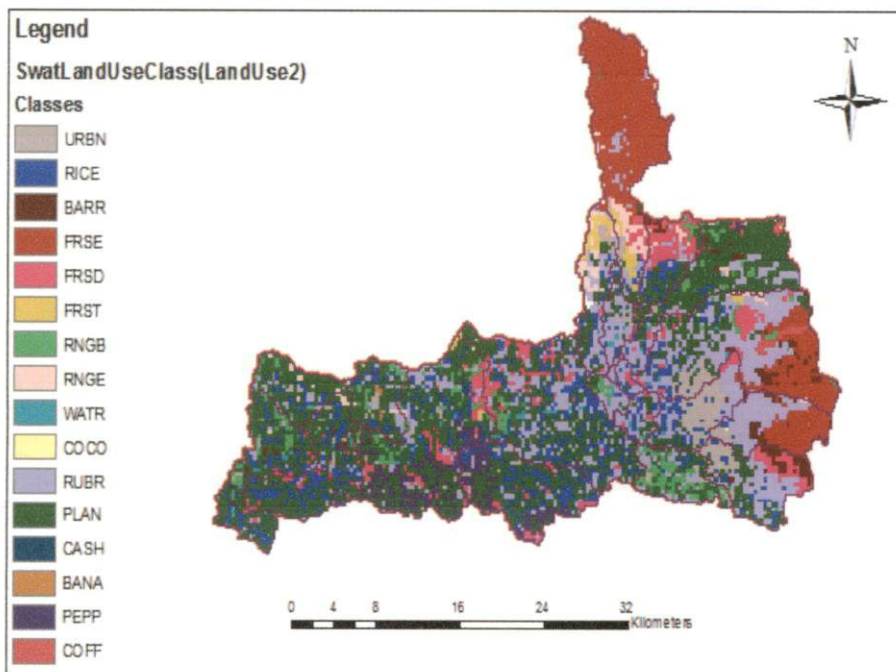 Legend
SwatLandUseClass(LandUse2)
Classes
URBN
RICE
BARR
FRSE
FRSD
FRST
RNGB
RNGE
WATR
COCO
RUBR
PLAN
CASH
BANA
PEPP
COFF
N
0 4 8 16 24 32
Kilometers